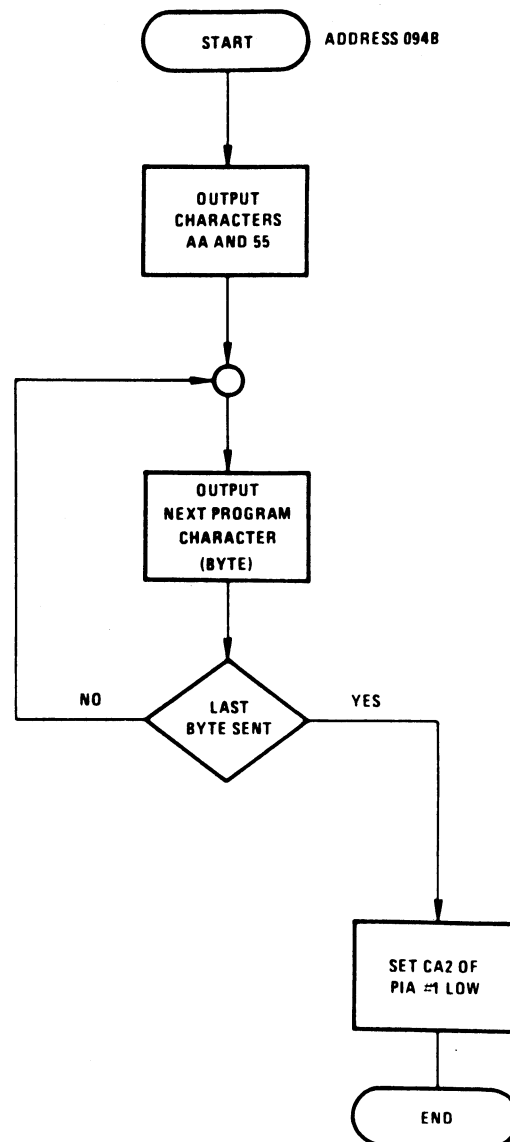 START
ADDRESS 094B
OUTPUT
CHARACTERS
AA AND 55
OUTPUT
NEXT PROGRAM
CHARACTER
(BYTE)
NO
LAST
BYTE SENT
YES
SET CA2 OF
PIA #1 LOW
END